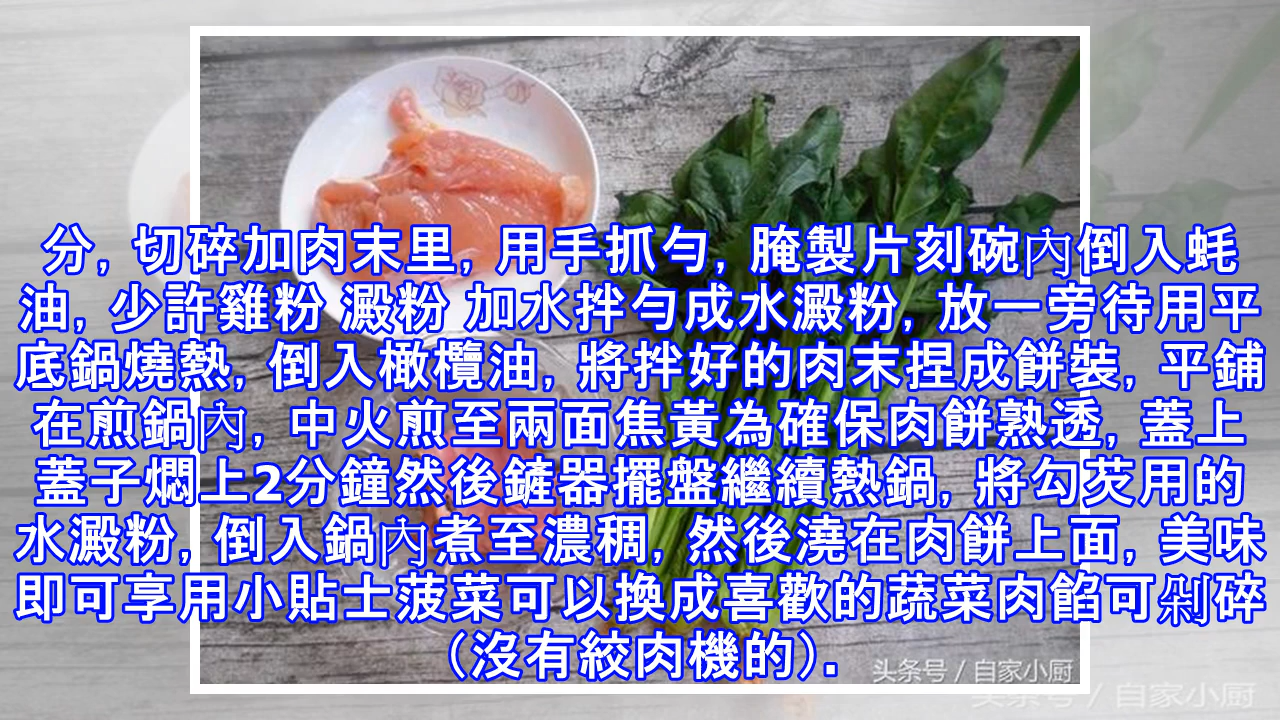 分, 切碎加肉末里, 用手抓勻, 腌製片刻碗內倒入蚝
油, 少許雞粉 澱粉 加水拌勻成水澱粉, 放一旁待用平
底鍋燒熱, 倒入橄欖油, 將拌好的肉末捏成餅裝, 平鋪
在煎鍋內, 中火煎至兩面焦黃為確保肉餅熟透, 蓋上
蓋子燜上2分鐘然後鏟器擺盤繼續熱鍋, 將勾芡用的
水澱粉, 倒入鍋內煮至濃稠, 然後澆在肉餅上面, 美味
即可享用小貼士菠菜可以換成喜歡的蔬菜肉餡可剁碎
(沒有絞肉機的).
头条号 / 自家小厨
头条号 / 自家小厨